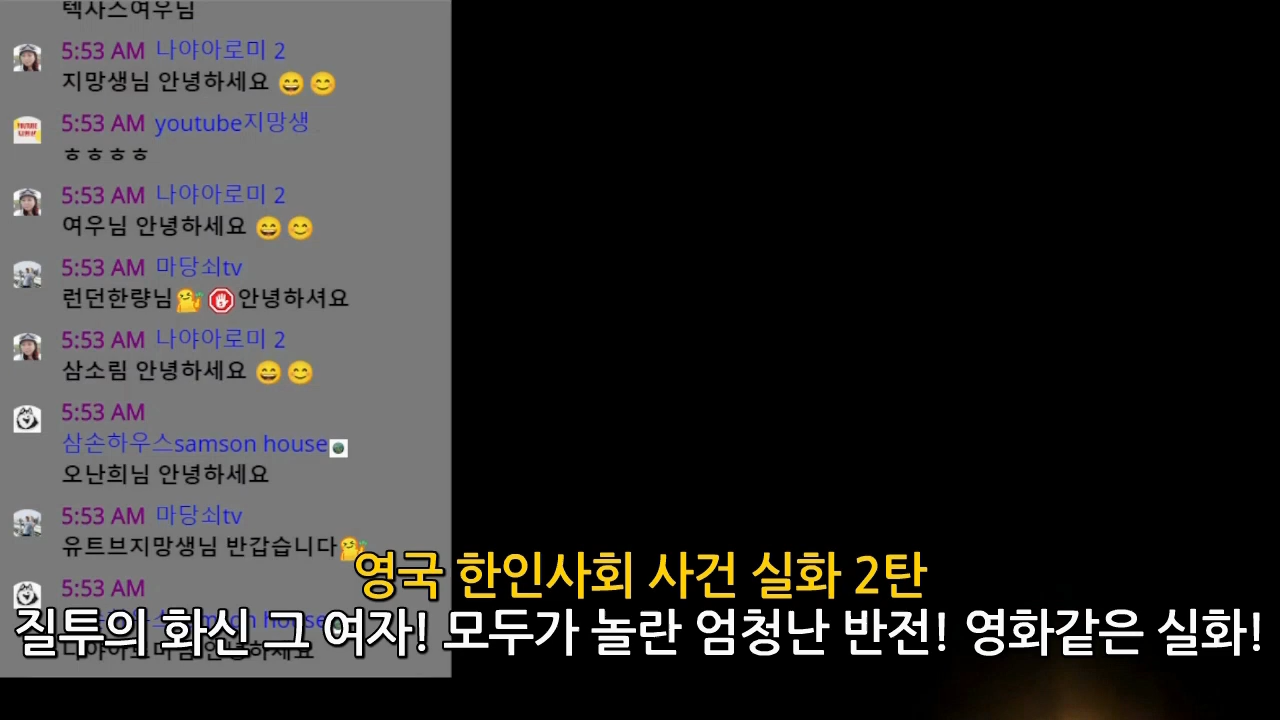 텍사스여우님
5:53 AM 나야아로미 2
지망생님 안녕하세요 😄 😊
5:53 AM youtube지망생
ㅎㅎㅎㅎ
5:53 AM 나야아로미 2
여우님 안녕하세요 😄 😊
5:53 AM 마당쇠tv
런던한량님 안녕하셔요
5:53 AM 나야아로미 2
삼소림 안녕하세요 😄 😊
5:53 AM
삼손하우스samson house
오난희님 안녕하세요
5:53 AM 마당쇠tv
유트브지망생님 반갑습니다
5:53 AM
영국 한인사회 사건 실화 2탄
질투의 화신 그 여자! 모두가 놀란 엄청난 반전! 영화같은 실화!